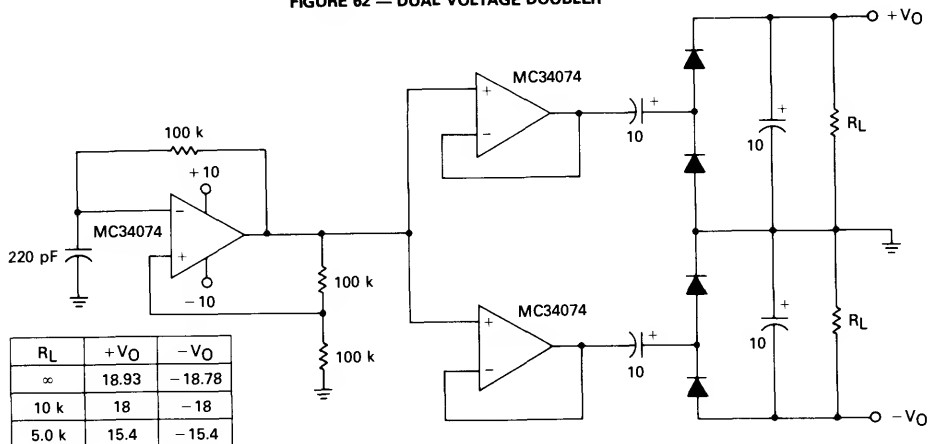 FIGURE 62 — DUAL VOLTAGE DOUBLER
+VO
MC34074
+
−
+
10
100 k
+10
−
MC34074
+
−10
220 pF
+
10
RL
100 k
100 k
MC34074
+
−
+
10
+
10
RL
−VO
RL +VO −VO
∞ 18.93 −18.78
10 k 18 −18
5.0 k 15.4 −15.4